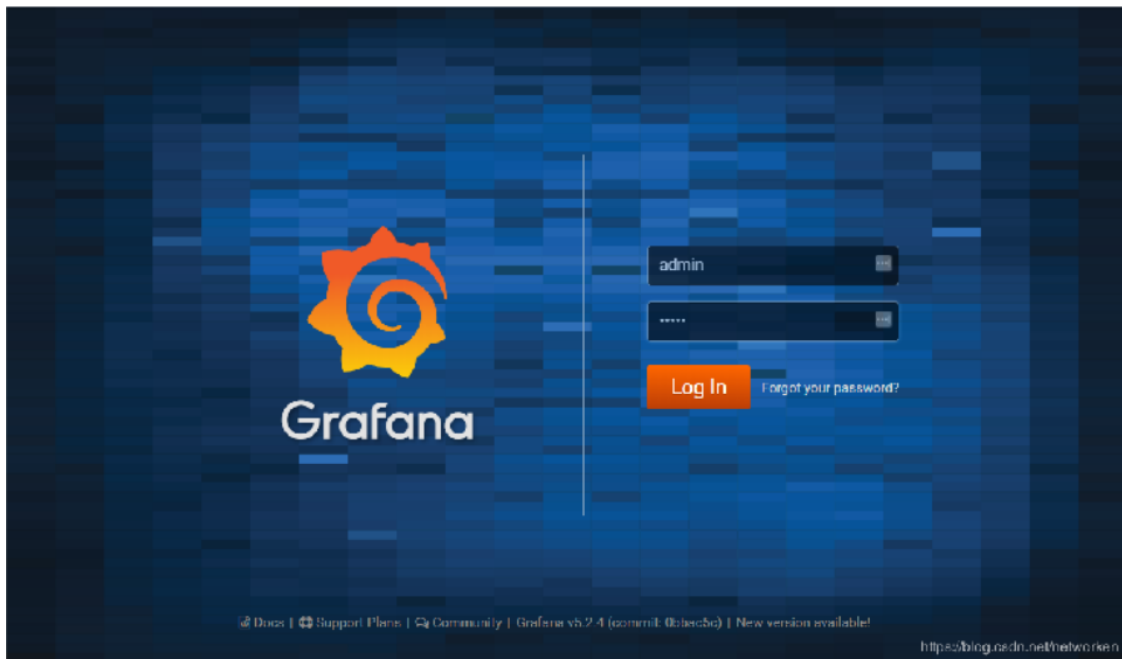 admin
•••••
Log In Forgot your password?
Grafana
Docs | Support Plans | Community | Grafana v5.2.4 (commit: 0bbac5c) | New version available!
https://blog.csdn.net/networken